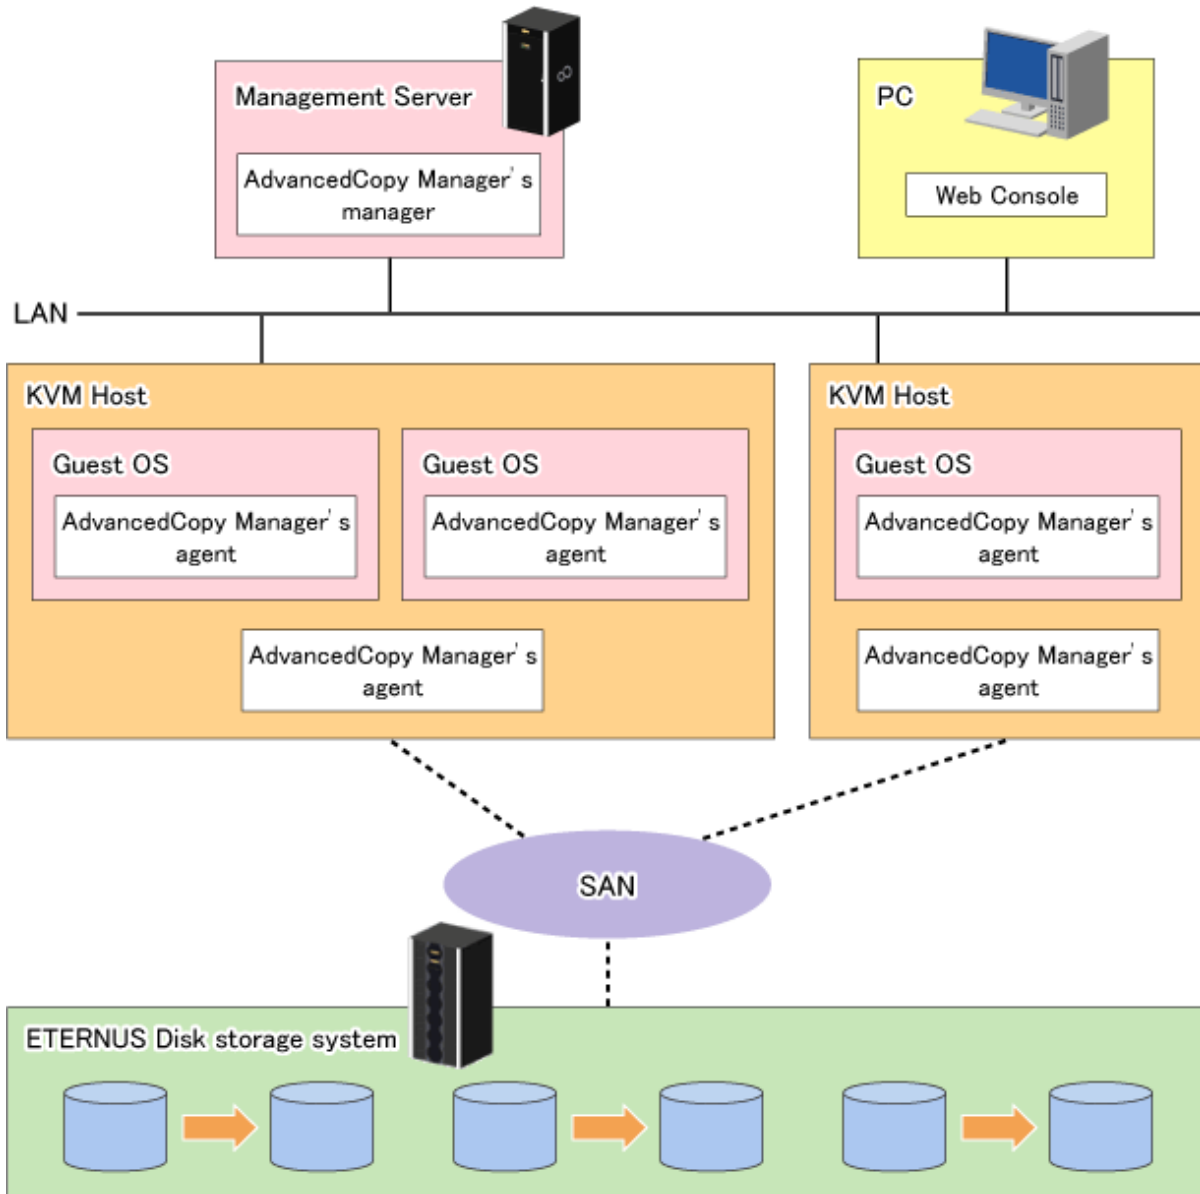 Management Server
AdvancedCopy Manager's
manager
PC
Web Console
LAN
KVM Host
Guest OS
AdvancedCopy Manager's
agent
Guest OS
AdvancedCopy Manager's
agent
AdvancedCopy Manager's
agent
KVM Host
Guest OS
AdvancedCopy Manager's
agent
AdvancedCopy Manager's
agent
SAN
ETERNUS Disk storage system